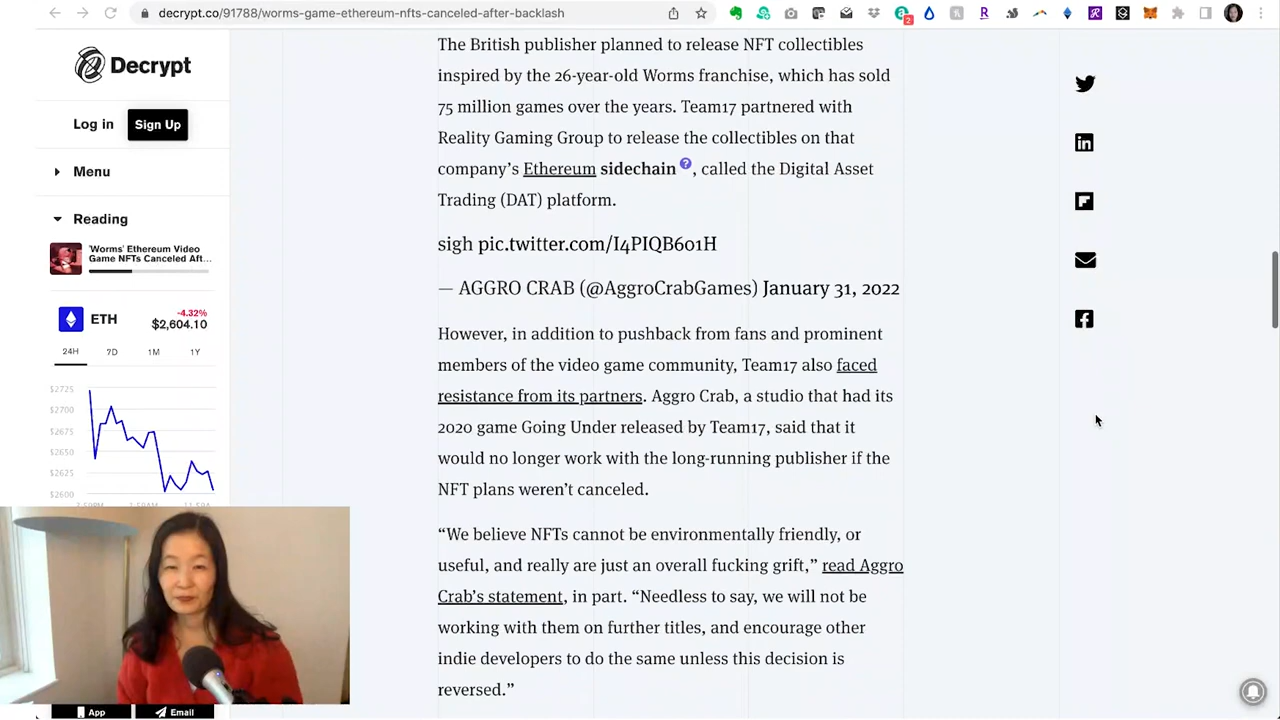 decrypt.co/91788/worms-game-ethereum-nfts-canceled-after-backlash
2
Decrypt
Log in
Sign Up
Menu
Reading
'Worms' Ethereum Video
Game NFTs Canceled Aft...
ETH
-4.32%
$2,604.10
24H
7D
1M
1Y
$2725
$2700
$2675
$2650
$2625
$2600
App
Email
The British publisher planned to release NFT collectibles
inspired by the 26-year-old Worms franchise, which has sold
75 million games over the years. Team17 partnered with
Reality Gaming Group to release the collectibles on that
company’s Ethereum sidechain ?, called the Digital Asset
Trading (DAT) platform.
sigh pic.twitter.com/I4PIQB6o1H
— AGGRO CRAB (@AggroCrabGames) January 31, 2022
However, in addition to pushback from fans and prominent
members of the video game community, Team17 also faced
resistance from its partners. Aggro Crab, a studio that had its
2020 game Going Under released by Team17, said that it
would no longer work with the long-running publisher if the
NFT plans weren’t canceled.
“We believe NFTs cannot be environmentally friendly, or
useful, and really are just an overall fucking grift,” read Aggro
Crab’s statement, in part. “Needless to say, we will not be
working with them on further titles, and encourage other
indie developers to do the same unless this decision is
reversed.”